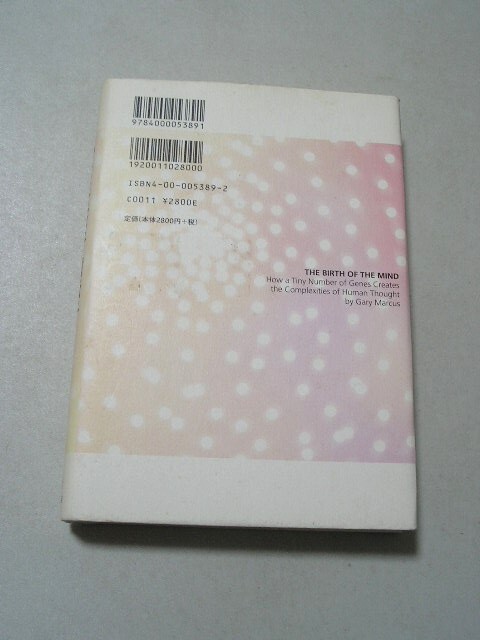 9784000053891
1920011028000
ISBN4-00-005389-2
C0011 ¥2800E
定価(本体2800円+税)
THE BIRTH OF THE MIND
How a Tiny Number of Genes Creates
the Complexities of Human Thought
by Gary Marcus